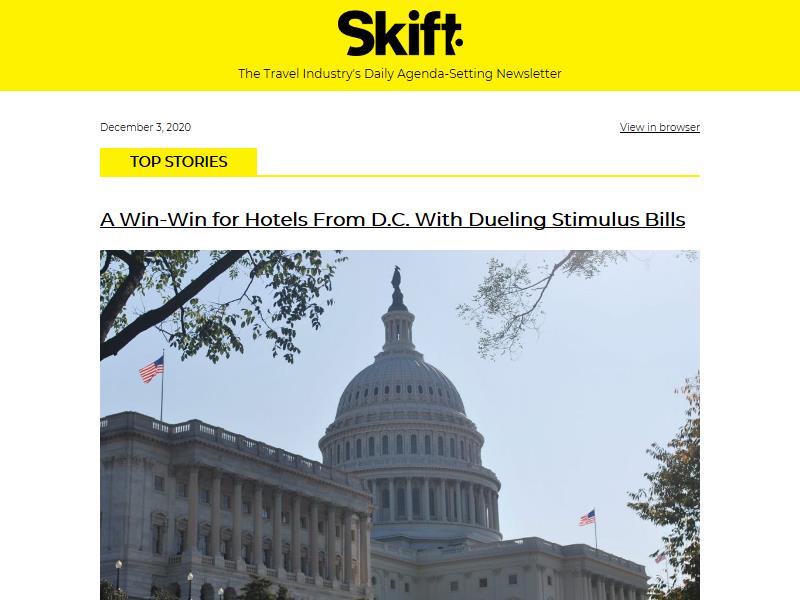 Skift
The Travel Industry's Daily Agenda-Setting Newsletter
December 3, 2020
View in browser
TOP STORIES
A Win-Win for Hotels From D.C. With Dueling Stimulus Bills